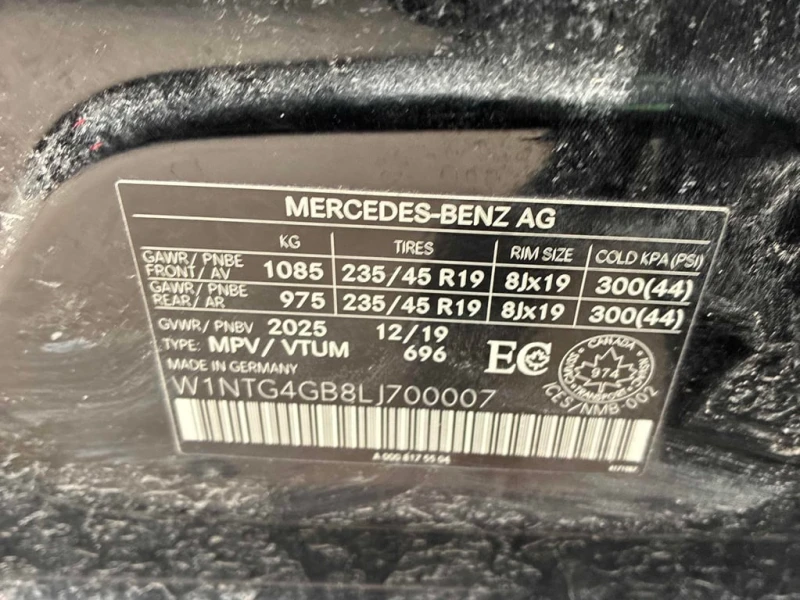 MERCEDES-BENZ AG
KG TIRES RIM SIZE COLD KPA (PSI)
GAWR/ PNBE FRONT/ AV 1085 235/45 R19 8Jx19 300(44)
GAWR/ PNBE REAR/ AR 975 235/45 R19 8Jx19 300(44)
GVWR/ PNBV 2025 12/19
TYPE: MPV/ VTUM 696 EC
CANADA
974
TRANSPORT
ICES/NMB-002
MADE IN GERMANY
W1NTG4GB8LJ700007
A 000 817 55 04